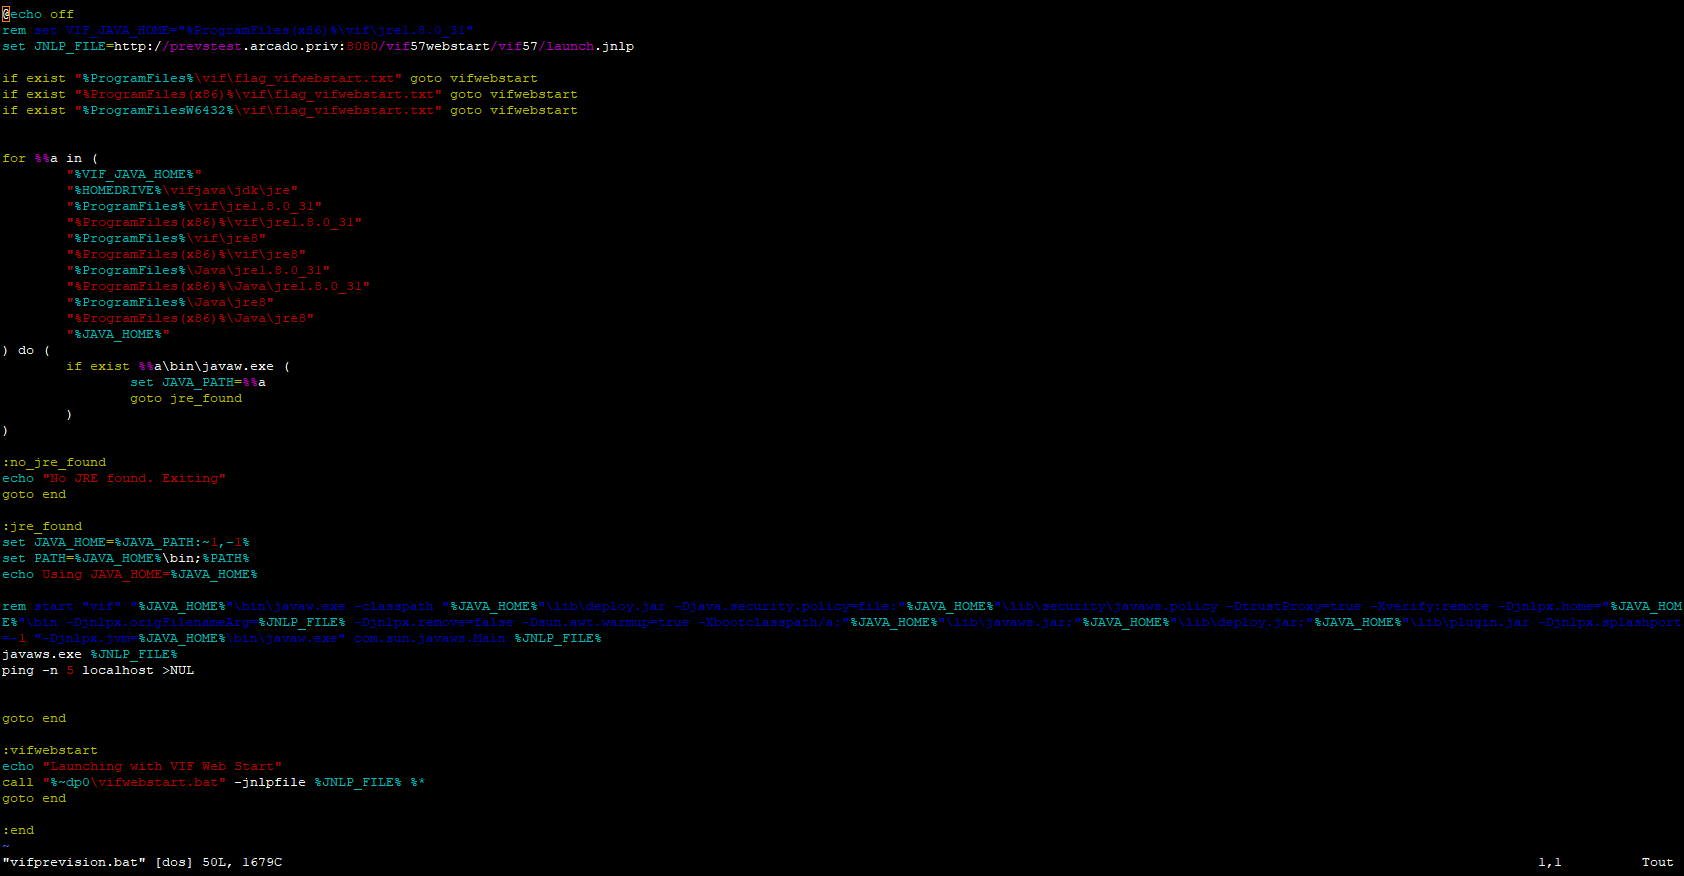 @echo off
rem set VIF_JAVA_HOME="%ProgramFiles(x86)%\vif\jre1.8.0_31"
set JNLP_FILE=http://prevstest.arcado.priv:8080/vif57webstart/vif57/launch.jnlp
if exist "%ProgramFiles%\vif\flag_vifwebstart.txt" goto vifwebstart
if exist "%ProgramFiles(x86)%\vif\flag_vifwebstart.txt" goto vifwebstart
if exist "%ProgramFilesW6432%\vif\flag_vifwebstart.txt" goto vifwebstart
for %%a in (
"%VIF_JAVA_HOME%"
"%HOMEDRIVE%\vifjava\jdk\jre"
"%ProgramFiles%\vif\jre1.8.0_31"
"%ProgramFiles(x86)%\vif\jre1.8.0_31"
"%ProgramFiles%\vif\jre8"
"%ProgramFiles(x86)%\vif\jre8"
"%ProgramFiles%\Java\jre1.8.0_31"
"%ProgramFiles(x86)%\Java\jre1.8.0_31"
"%ProgramFiles%\Java\jre8"
"%ProgramFiles(x86)%\Java\jre8"
"%JAVA_HOME%"
) do (
if exist %%a\bin\javaw.exe (
set JAVA_PATH=%%a
goto jre_found
)
)
:no_jre_found
echo "No JRE found. Exiting"
goto end
:jre_found
set JAVA_HOME=%JAVA_PATH:~1,-1%
set PATH=%JAVA_HOME%\bin;%PATH%
echo Using JAVA_HOME=%JAVA_HOME%
rem start "vif" "%JAVA_HOME%"\bin\javaw.exe -classpath "%JAVA_HOME%"\lib\deploy.jar -Djava.security.policy=file:"%JAVA_HOME%"\lib\security\javaws.policy -DtrustProxy=true -Xverify:remote -Djnlpx.home="%JAVA_HOM
E%"\bin -Djnlpx.origFilenameArg=%JNLP_FILE% -Djnlpx.remove=false -Dsun.awt.warmup=true -Xbootclasspath/a:"%JAVA_HOME%"\lib\javaws.jar;"%JAVA_HOME%"\lib\deploy.jar;"%JAVA_HOME%"\lib\plugin.jar -Djnlpx.splashport
=-1 "-Djnlpx.jvm=%JAVA_HOME%\bin\javaw.exe" com.sun.javaws.Main %JNLP_FILE%
javaws.exe %JNLP_FILE%
ping -n 5 localhost >NUL
goto end
:vifwebstart
echo "Launching with VIF Web Start"
call "%~dp0\vifwebstart.bat" -jnlpfile %JNLP_FILE% %*
goto end
:end
~
"vifprevision.bat" [dos] 50L, 1679C 1,1 Tout